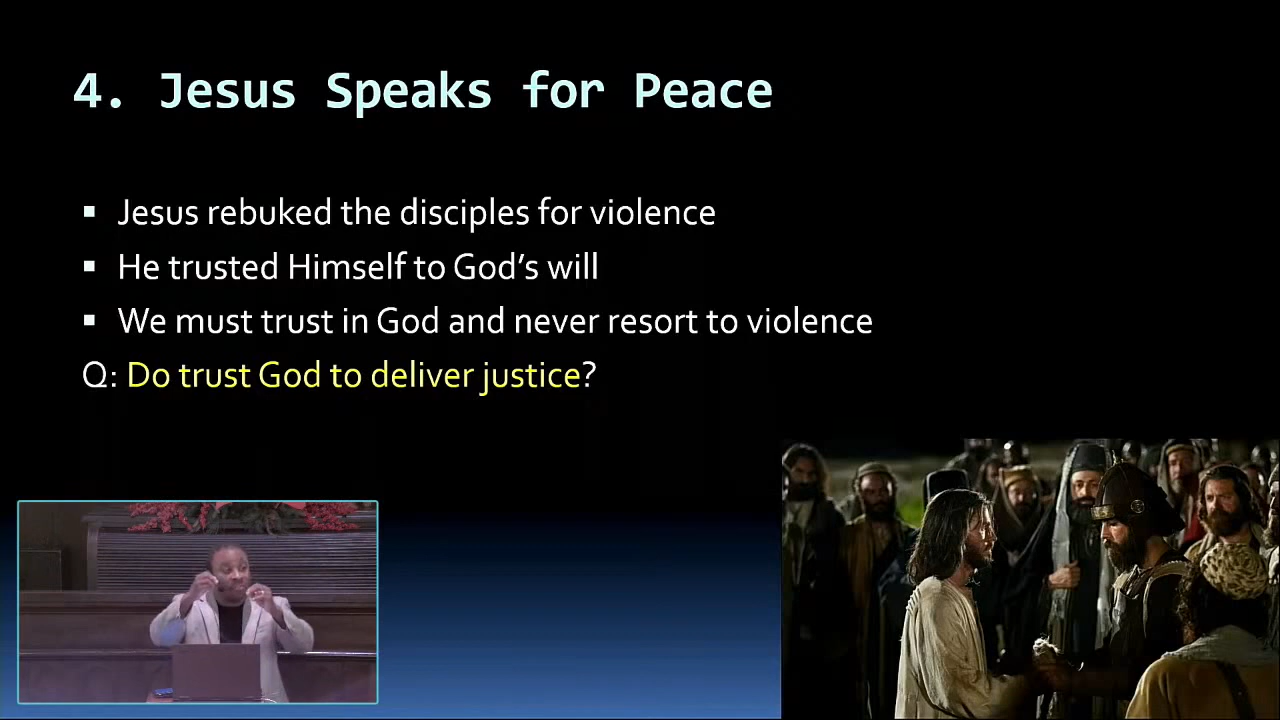 4. Jesus Speaks for Peace
▪ Jesus rebuked the disciples for violence
▪ He trusted Himself to God’s will
▪ We must trust in God and never resort to violence
Q: Do trust God to deliver justice?